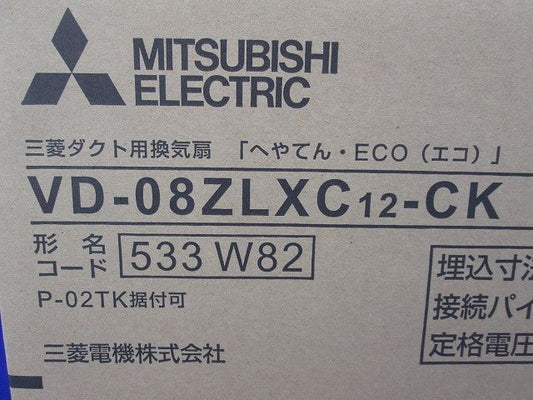 MITSUBISHI
ELECTRIC
三菱ダクト用換気扇 「へやてん・ECO（エコ）」
VD-08ZLXC12-CK
形名
コード 533 W82
P-02TK据付可
三菱電機株式会社
埋込寸法
接続パイ
定格電圧